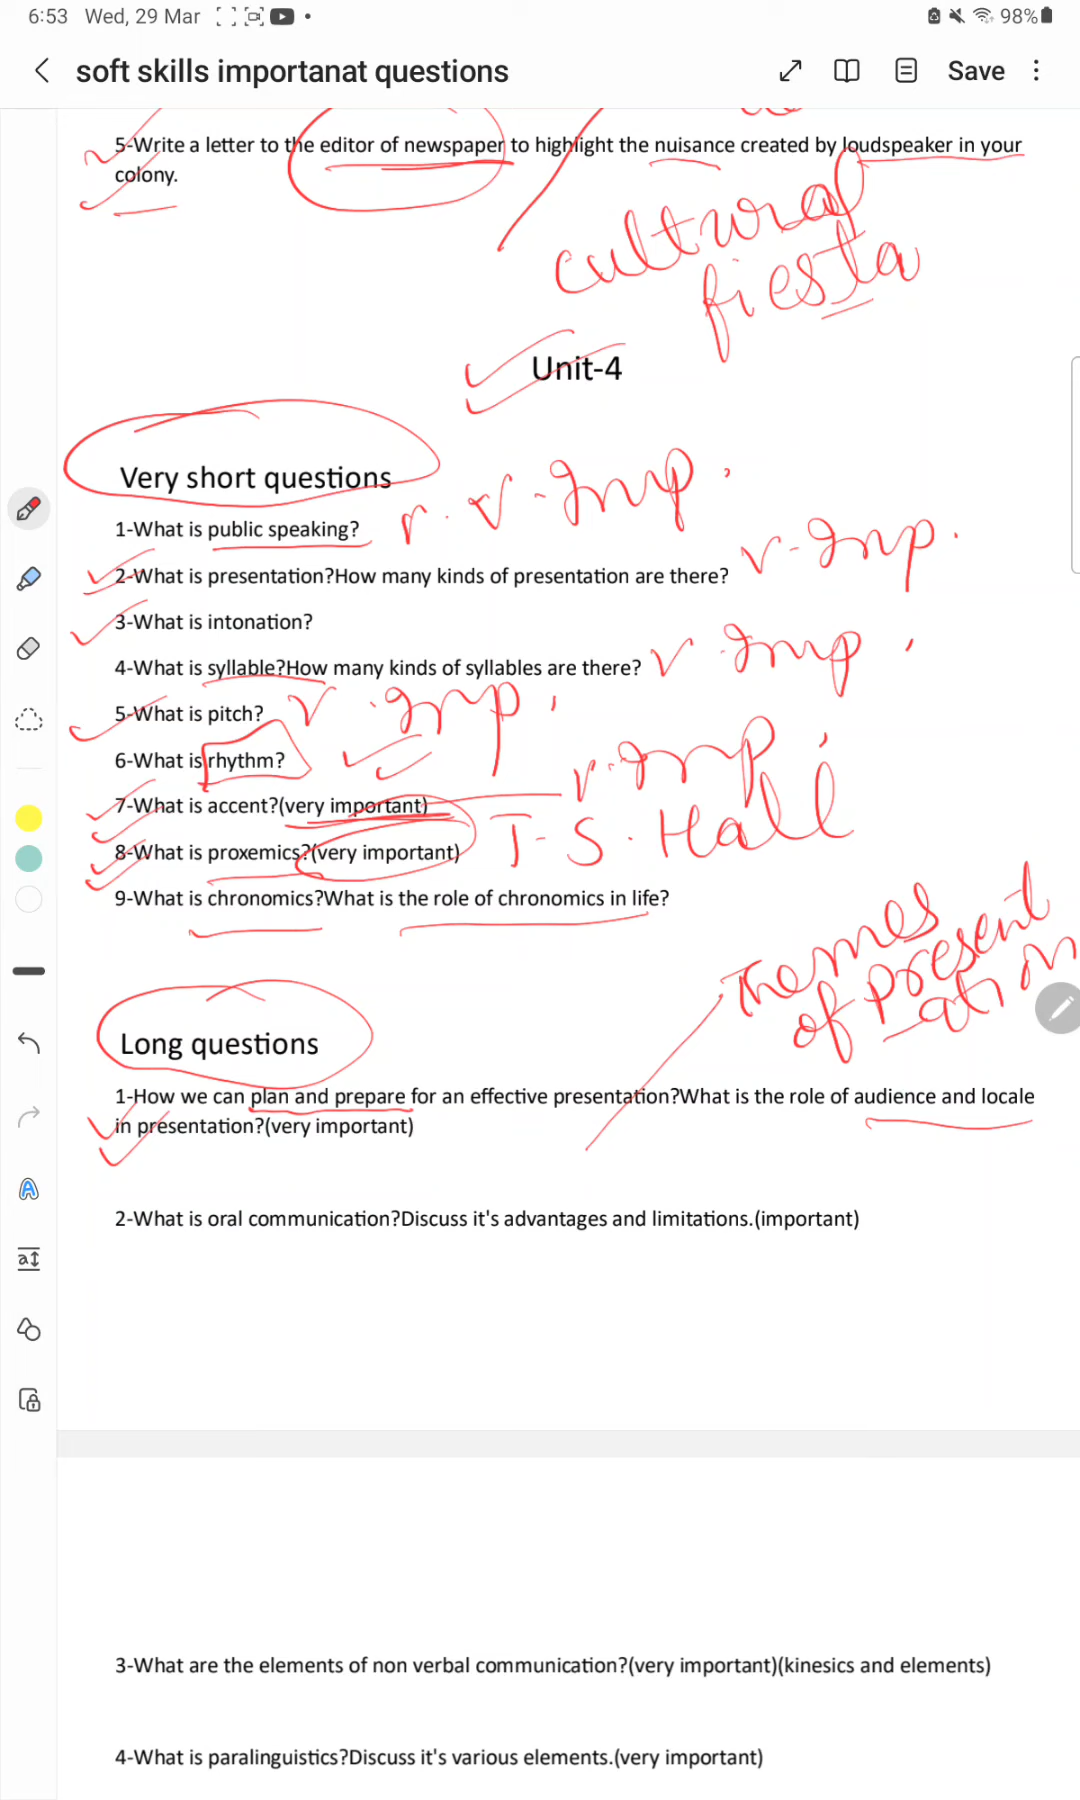 6:53 Wed, 29 Mar 98%
soft skills importanat questions Save
5-Write a letter to the editor of newspaper to highlight the nuisance created by loudspeaker in your
colony.
cultural
fiesta
Unit-4
Very short questions
1-What is public speaking? v. v. Imp.
2-What is presentation?How many kinds of presentation are there? v-Imp.
3-What is intonation?
4-What is syllable?How many kinds of syllables are there? v Imp.
5-What is pitch? v. Imp.
6-What is rhythm? v. Imp
7-What is accent?(very important)
8-What is proxemics?(very important) T-S. Hall
9-What is chronomics?What is the role of chronomics in life?
Themes
of present
-ation
Long questions
1-How we can plan and prepare for an effective presentation?What is the role of audience and locale
in presentation?(very important)
2-What is oral communication?Discuss it's advantages and limitations.(important)
3-What are the elements of non verbal communication?(very important)(kinesics and elements)
4-What is paralinguistics?Discuss it's various elements.(very important)